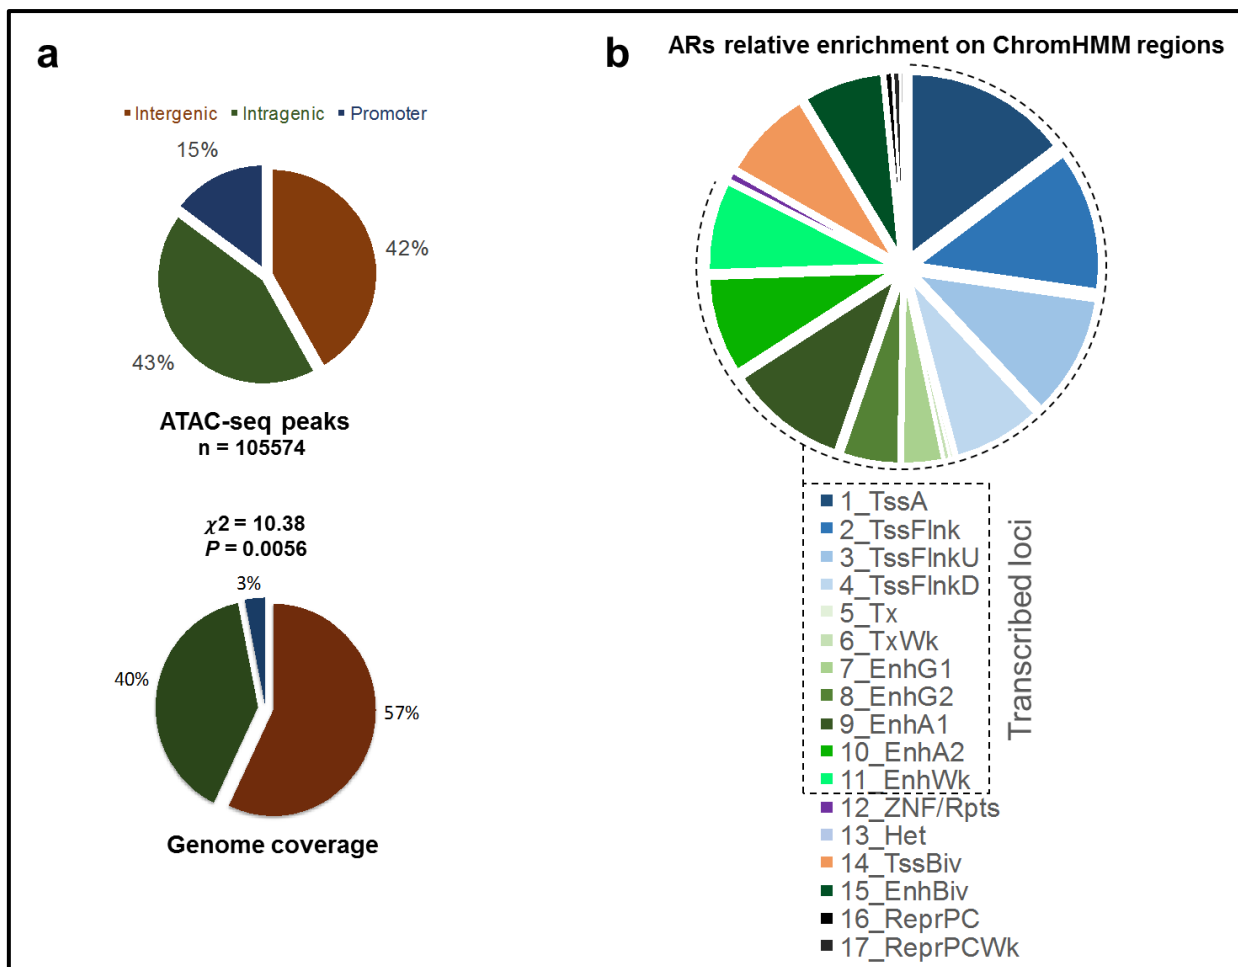 a
Intergenic Intragenic Promoter
15%
42%
43%
ATAC-seq peaks
n = 105574
χ2 = 10.38
P = 0.0056
3%
40%
57%
Genome coverage
b
ARs relative enrichment on ChromHMM regions
1_TssA
2_TssFlnk
3_TssFlnkU
4_TssFlnkD
5_Tx
6_TxWk
7_EnhG1
8_EnhG2
9_EnhA1
10_EnhA2
11_EnhWk
12_ZNF/Rpts
13_Het
14_TssBiv
15_EnhBiv
16_ReprPC
17_ReprPCWk
Transcribed loci